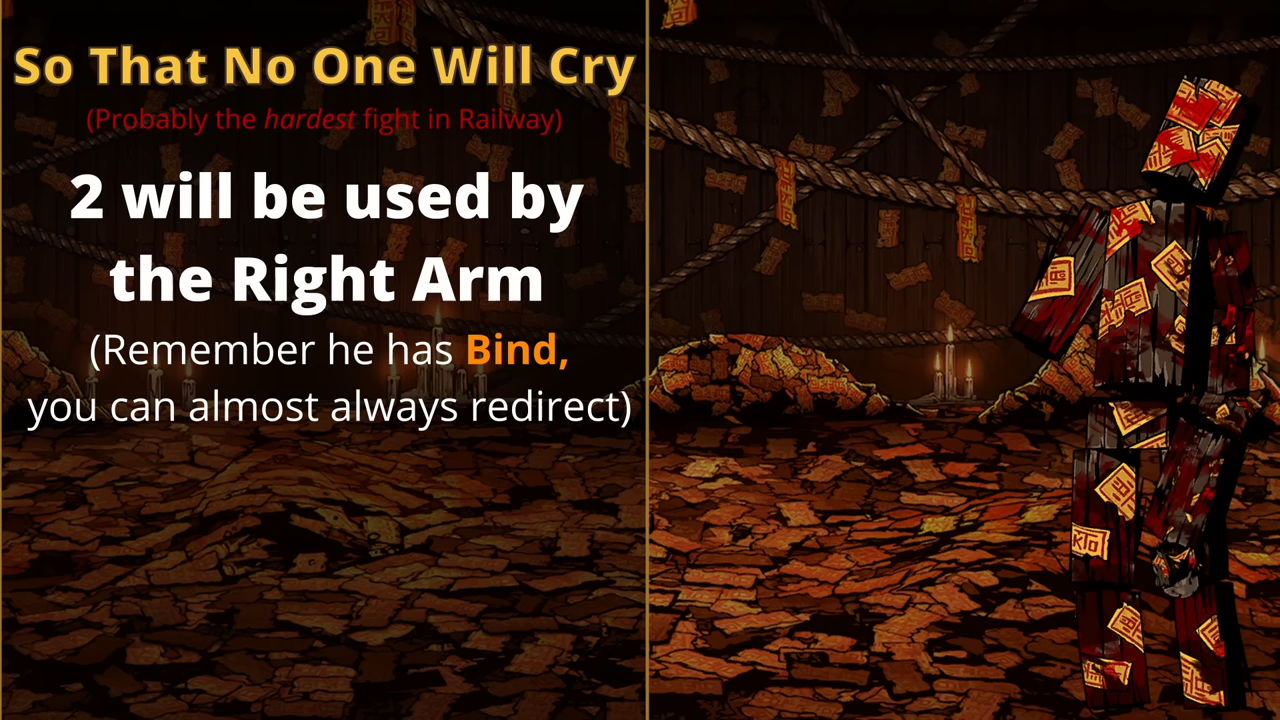 So That No One Will Cry
(Probably the hardest fight in Railway)
2 will be used by
the Right Arm
(Remember he has Bind,
you can almost always redirect)